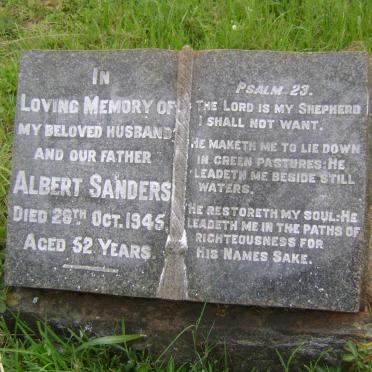 IN
LOVING MEMORY OF
MY BELOVED HUSBAND
AND OUR FATHER
ALBERT SANDERS
DIED 28TH OCT. 1945,
AGED 52 YEARS.
PSALM 23.
THE LORD IS MY SHEPHERD
I SHALL NOT WANT.
HE MAKETH ME TO LIE DOWN
IN GREEN PASTURES: HE
LEADETH ME BESIDE STILL
WATERS.
HE RESTORETH MY SOUL: HE
LEADETH ME IN THE PATHS OF
RIGHTEOUSNESS FOR
HIS NAMES SAKE.